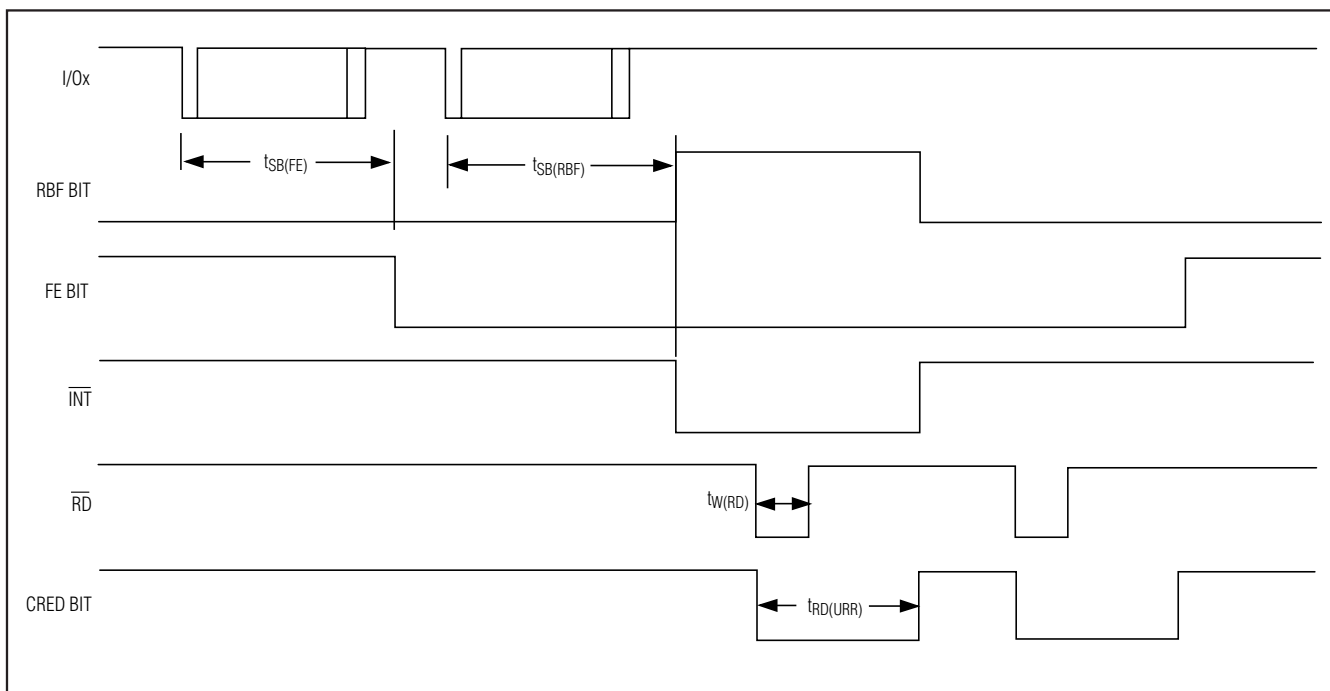 I/Ox
tSB(FE)
tSB(RBF)
RBF BIT
FE BIT
INT
RD
tW(RD)
CRED BIT
tRD(URR)